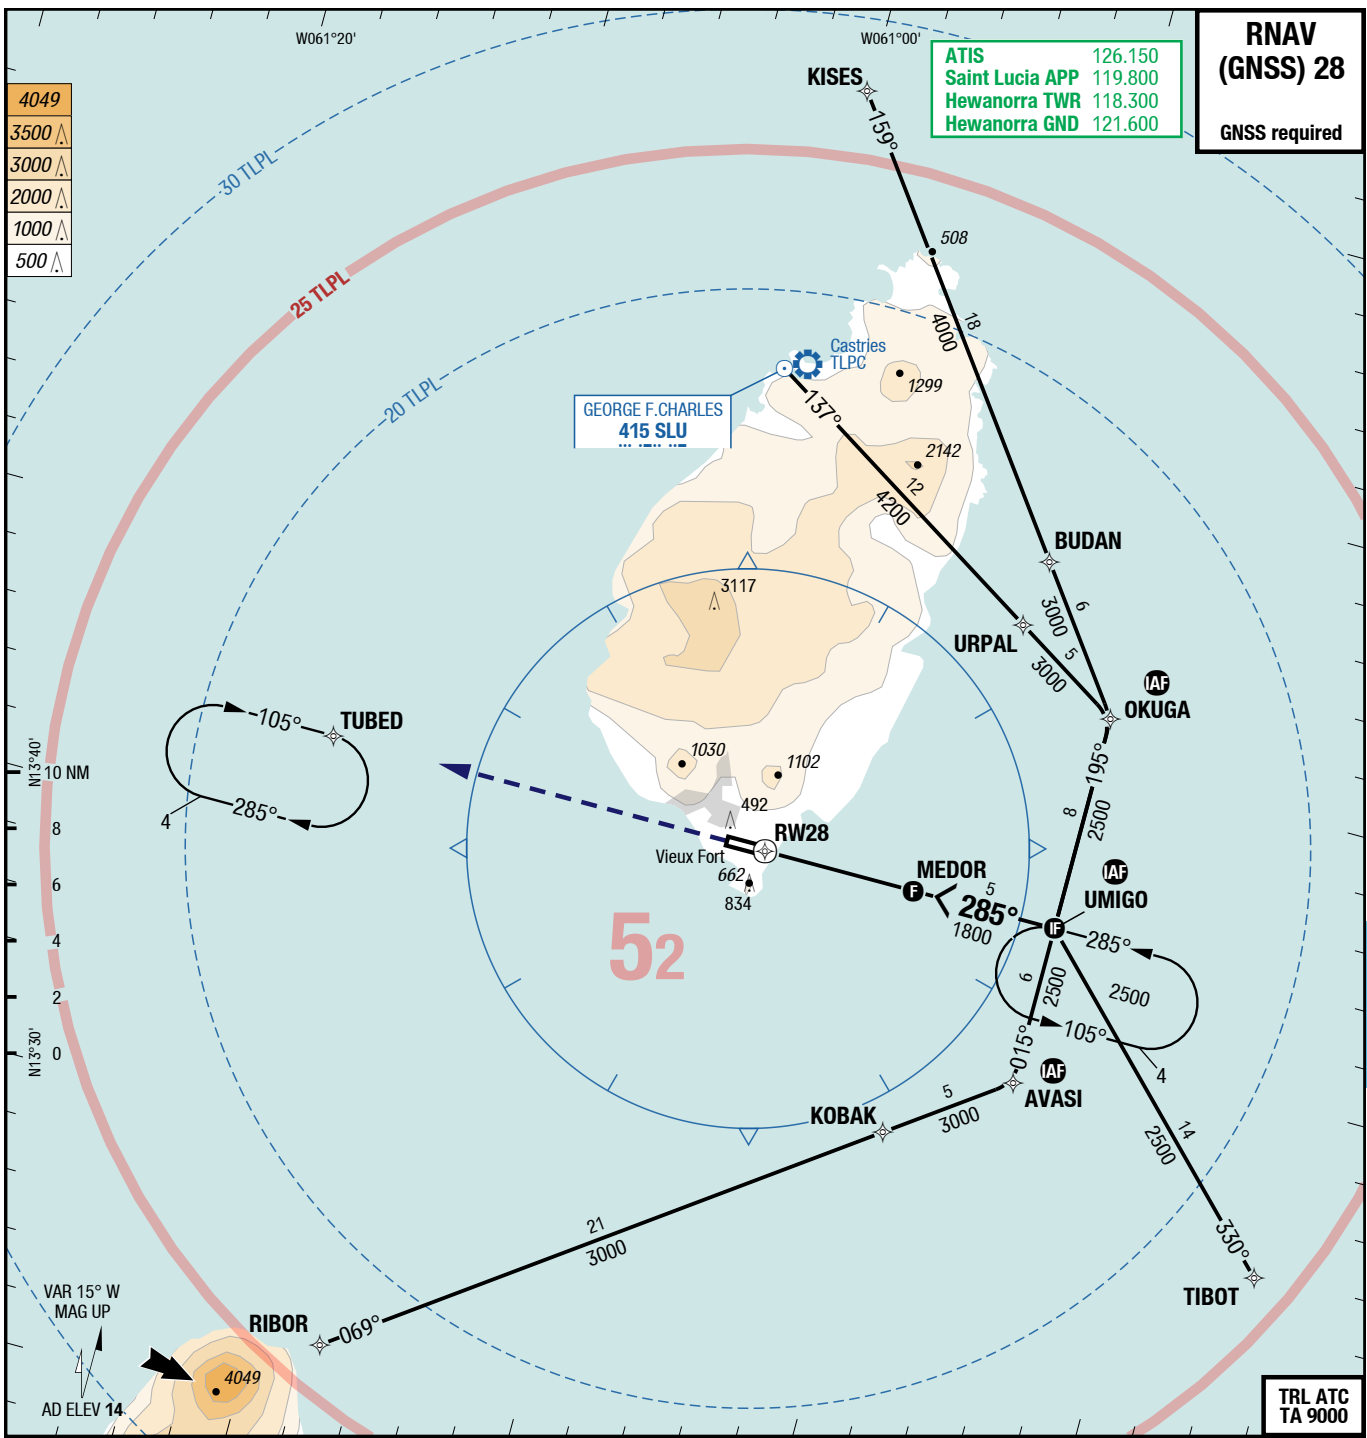 W061°20'
W061°00'
RNAV
(GNSS) 28
GNSS required
ATIS 126.150
Saint Lucia APP 119.800
Hewanorra TWR 118.300
Hewanorra GND 121.600
4049
3500
3000
2000
1000
500
KISES
159°
30 TLPL
25 TLPL
20 TLPL
508
18
4000
Castries
TLPC
1299
GEORGE F.CHARLES
415 SLU
137°
2142
12
4200
BUDAN
6
3000
3117
URPAL
5
3000
IAF
OKUGA
105°
TUBED
285°
4
195°
8
2500
N13°40'
10 NM
8
6
4
2
0
N13°30'
1030
1102
492
RW28
Vieux Fort
662
834
MEDOR
F
5
285°
1800
IAF
UMIGO
IF
285°
2500
105°
4
6
2500
015°
52
IAF
AVASI
KOBAK
5
3000
14
2500
330°
TIBOT
21
3000
RIBOR
069°
VAR 15° W
MAG UP
AD ELEV 14
4049
TRL ATC
TA 9000